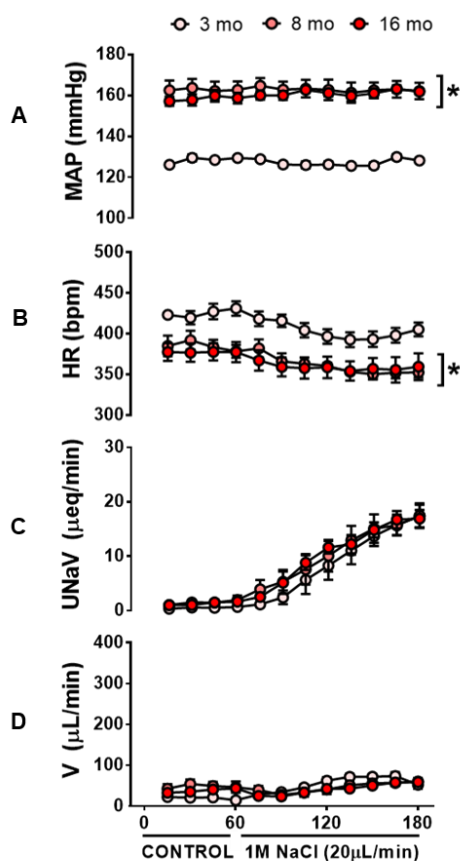 3 mo 8 mo 16 mo
A
MAP (mmHg)
180
160
140
120
100
*
B
HR (bpm)
500
450
400
350
300
*
C
UNaV (µeq/min)
30
20
10
0
D
V (µL/min)
400
300
200
100
0
0 60 120 180
CONTROL 1M NaCl (20µL/min)